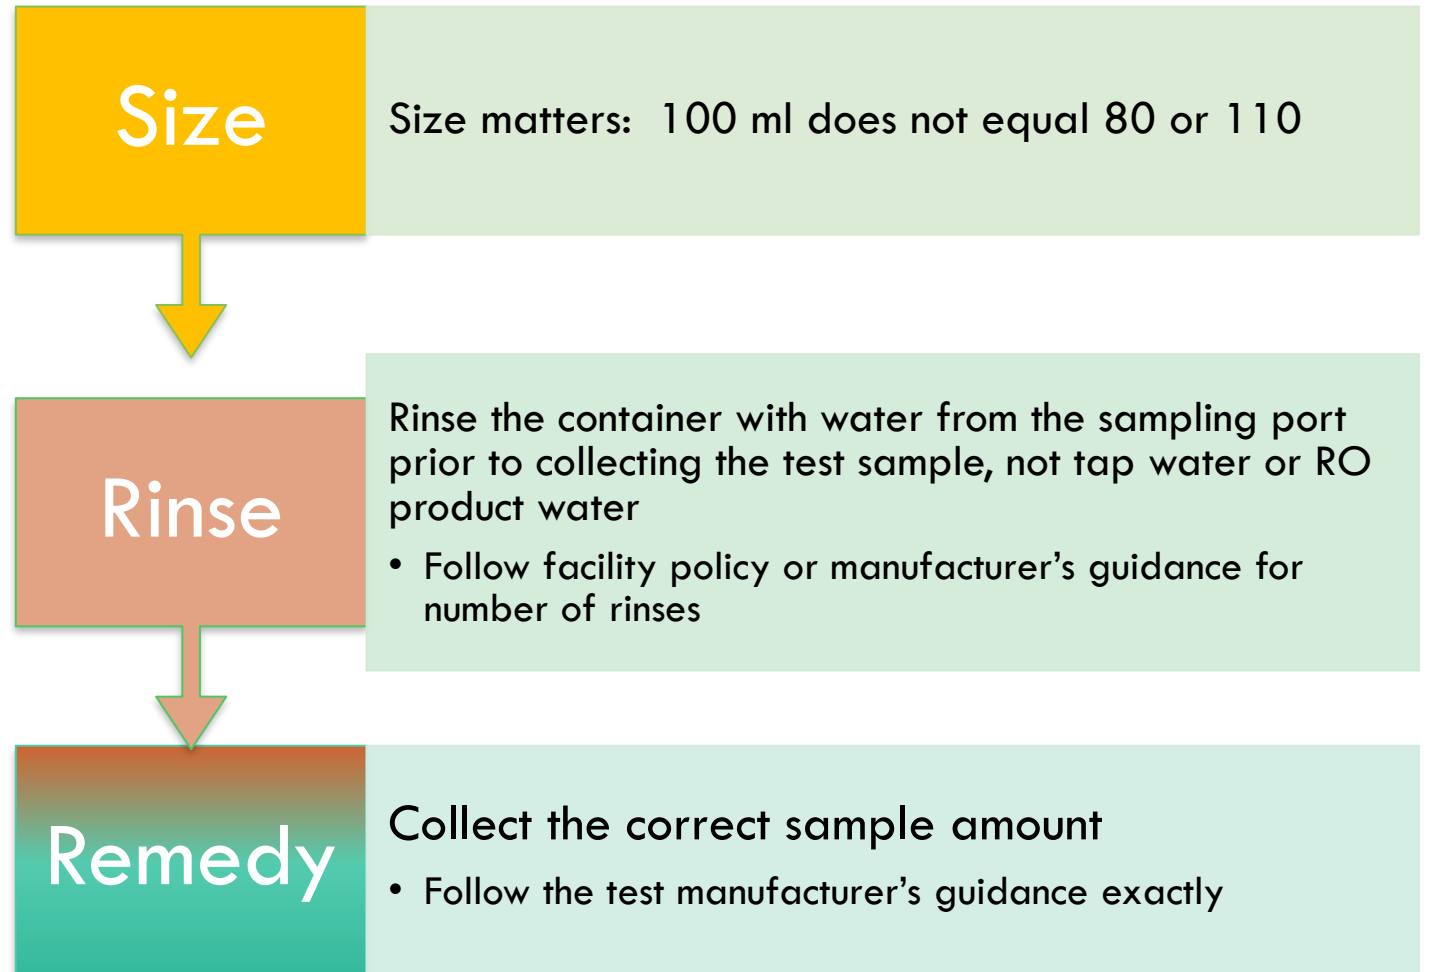 Size
Size matters:  100 ml does not equal 80 or 110
Rinse
Rinse the container with water from the sampling port
prior to collecting the test sample, not tap water or RO
product water
• Follow facility policy or manufacturer’s guidance for
number of rinses
Remedy
Collect the correct sample amount
• Follow the test manufacturer’s guidance exactly